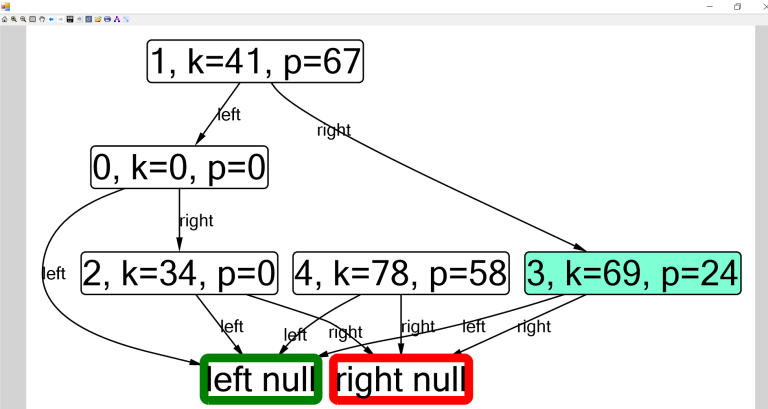 1, k=41, p=67
left
right
0, k=0, p=0
right
left
2, k=34, p=0
4, k=78, p=58
3, k=69, p=24
left
left
right
right
left
right
left null
right null